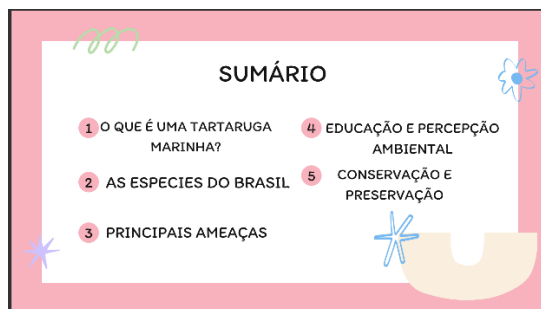 SUMÁRIO
1 O QUE É UMA TARTARUGA
MARINHA?
2 AS ESPECIES DO BRASIL
3 PRINCIPAIS AMEAÇAS
4 EDUCAÇÃO E PERCEPÇÃO
AMBIENTAL
5 CONSERVAÇÃO E
PRESERVAÇÃO